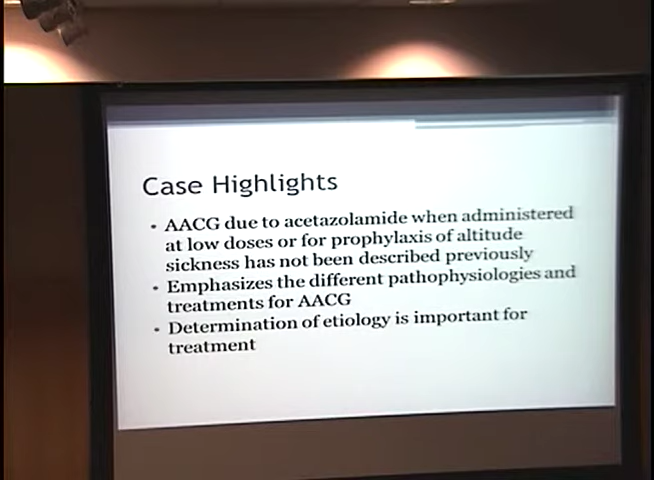 Case Highlights
• AACG due to acetazolamide when administered
at low doses or for prophylaxis of altitude
sickness has not been described previously
• Emphasizes the different pathophysiologies and
treatments for AACG
• Determination of etiology is important for
treatment